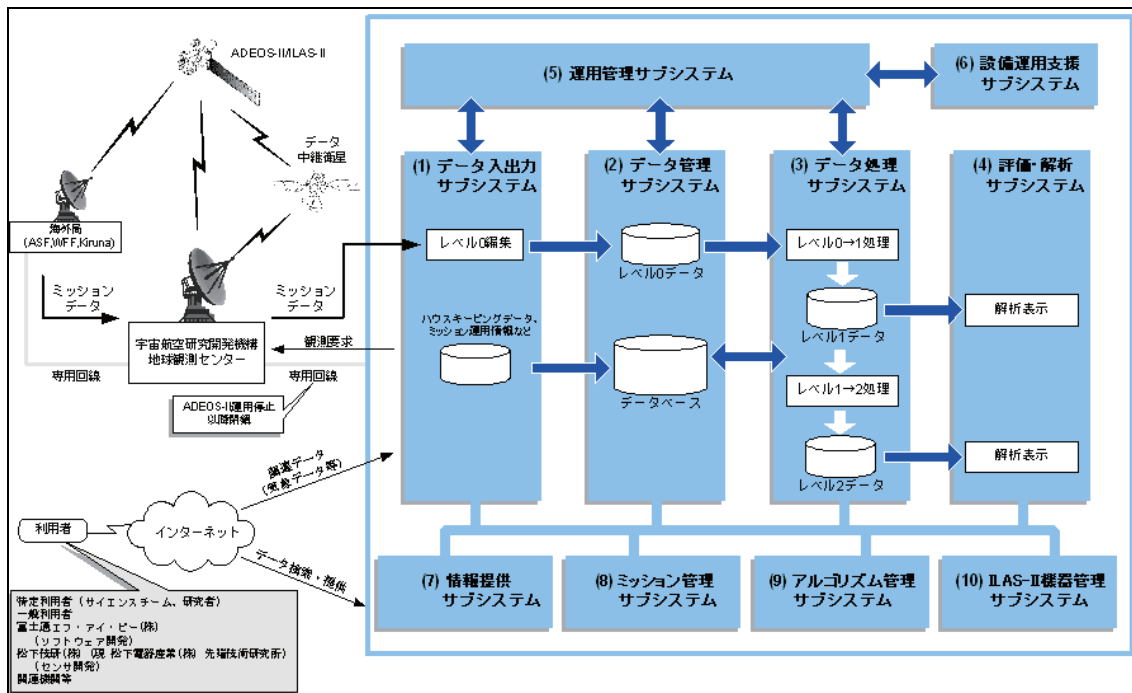 ADEOS-II/ILAS-II
データ
中継衛星
海外局
(ASF,WFF,Kiruna)
ミッション
データ
ミッション
データ
宇宙航空研究開発機構
地球観測センター
観測要求
専用回線
専用回線
ADEOS-II運用停止
以降閉鎖
関連データ
(気象データ等)
利用者
インターネット
データ検索・提供
特定利用者（サイエンスチーム、研究者）
一般利用者
富士通エフ・アイ・ピー(株)
（ソフトウェア開発）
松下技研(株)（現 松下電器産業(株) 先端技術研究所）
（センサ開発）
関連機関等
(5) 運用管理サブシステム
(6) 設備運用支援
サブシステム
(1) データ入出力
サブシステム
(2) データ管理
サブシステム
(3) データ処理
サブシステム
(4) 評価・解析
サブシステム
レベル0編集
レベル0データ
レベル0→1処理
レベル1データ
解析表示
ハウスキーピングデータ、
ミッション運用情報など
データベース
レベル1→2処理
レベル2データ
解析表示
(7) 情報提供
サブシステム
(8) ミッション管理
サブシステム
(9) アルゴリズム管理
サブシステム
(10) ILAS-II機器管理
サブシステム